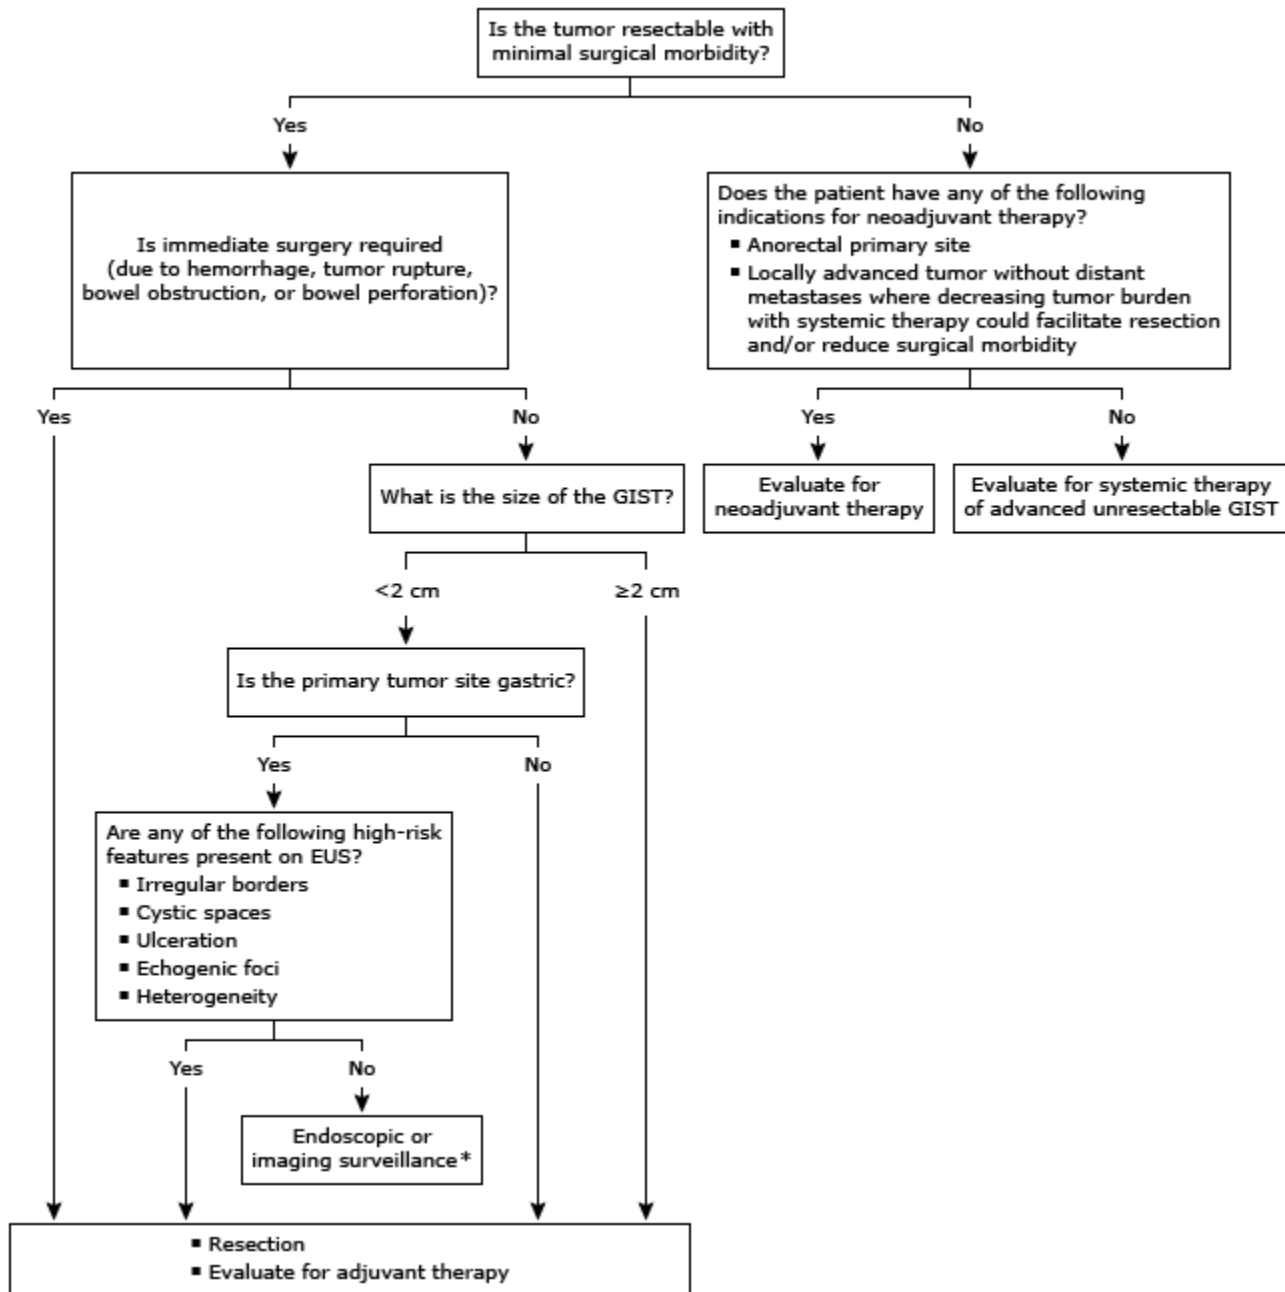 Is the tumor resectable with
minimal surgical morbidity?
Yes
No
Is immediate surgery required
(due to hemorrhage, tumor rupture,
bowel obstruction, or bowel perforation)?
Does the patient have any of the following
indications for neoadjuvant therapy?
▪ Anorectal primary site
▪ Locally advanced tumor without distant
metastases where decreasing tumor burden
with systemic therapy could facilitate resection
and/or reduce surgical morbidity
Yes
No
Yes
No
What is the size of the GIST?
Evaluate for
neoadjuvant therapy
Evaluate for systemic therapy
of advanced unresectable GIST
<2 cm
≥2 cm
Is the primary tumor site gastric?
Yes
No
Are any of the following high-risk
features present on EUS?
▪ Irregular borders
▪ Cystic spaces
▪ Ulceration
▪ Echogenic foci
▪ Heterogeneity
Yes
No
Endoscopic or
imaging surveillance*
▪ Resection
▪ Evaluate for adjuvant therapy